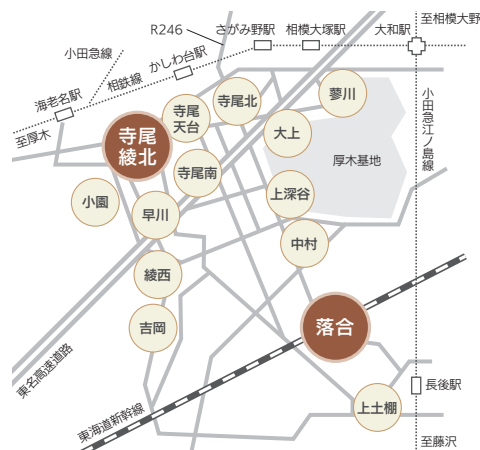 至相模大野
R246
さがみ野駅
相模大塚駅
大和駅
小田急線
かしわ台駅
相鉄線
海老名駅
至厚木
寺尾
天台
寺尾北
蓼川
寺尾
綾北
大上
厚木基地
小田急江ノ島線
寺尾南
小園
早川
上深谷
中村
綾西
吉岡
落合
東名高速道路
東海道新幹線
上土棚
長後駅
至藤沢